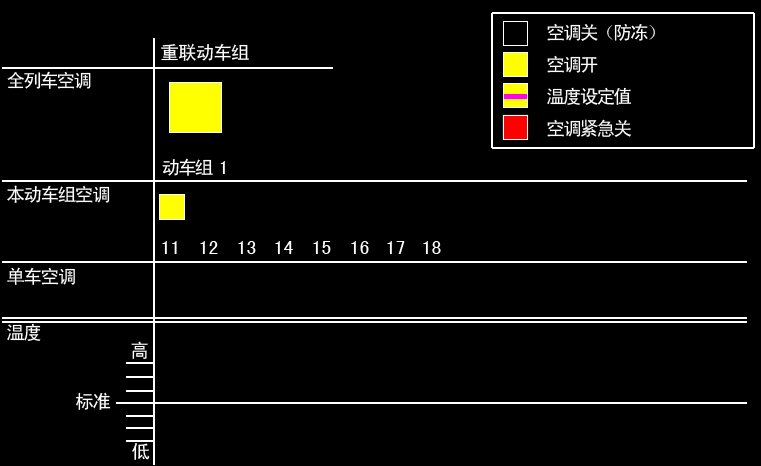 重联动车组
全列车空调
动车组 1
本动车组空调
11 12 13 14 15 16 17 18
单车空调
温度
高
标准
低
空调关（防冻）
空调开
温度设定值
空调紧急关